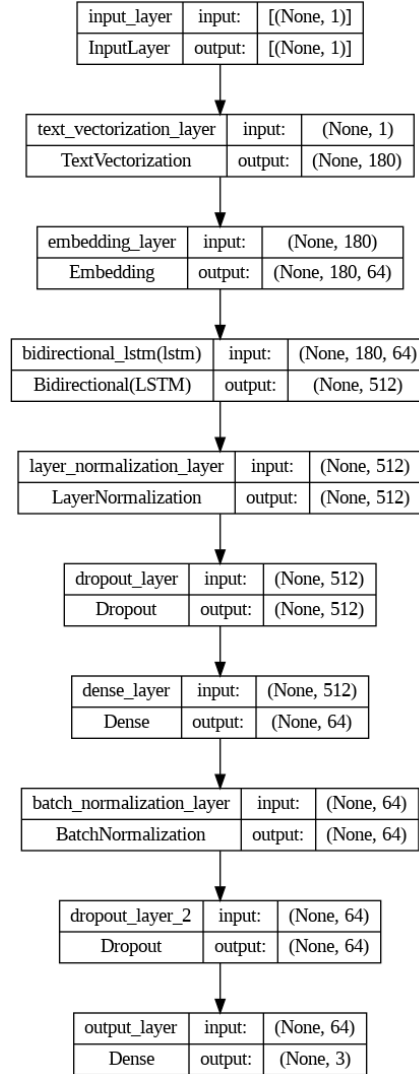 input_layer input: [(None, 1)]
InputLayer output: [(None, 1)]
text_vectorization_layer input: (None, 1)
TextVectorization output: (None, 180)
embedding_layer input: (None, 180)
Embedding output: (None, 180, 64)
bidirectional_lstm(lstm) input: (None, 180, 64)
Bidirectional(LSTM) output: (None, 512)
layer_normalization_layer input: (None, 512)
LayerNormalization output: (None, 512)
dropout_layer input: (None, 512)
Dropout output: (None, 512)
dense_layer input: (None, 512)
Dense output: (None, 64)
batch_normalization_layer input: (None, 64)
BatchNormalization output: (None, 64)
dropout_layer_2 input: (None, 64)
Dropout output: (None, 64)
output_layer input: (None, 64)
Dense output: (None, 3)